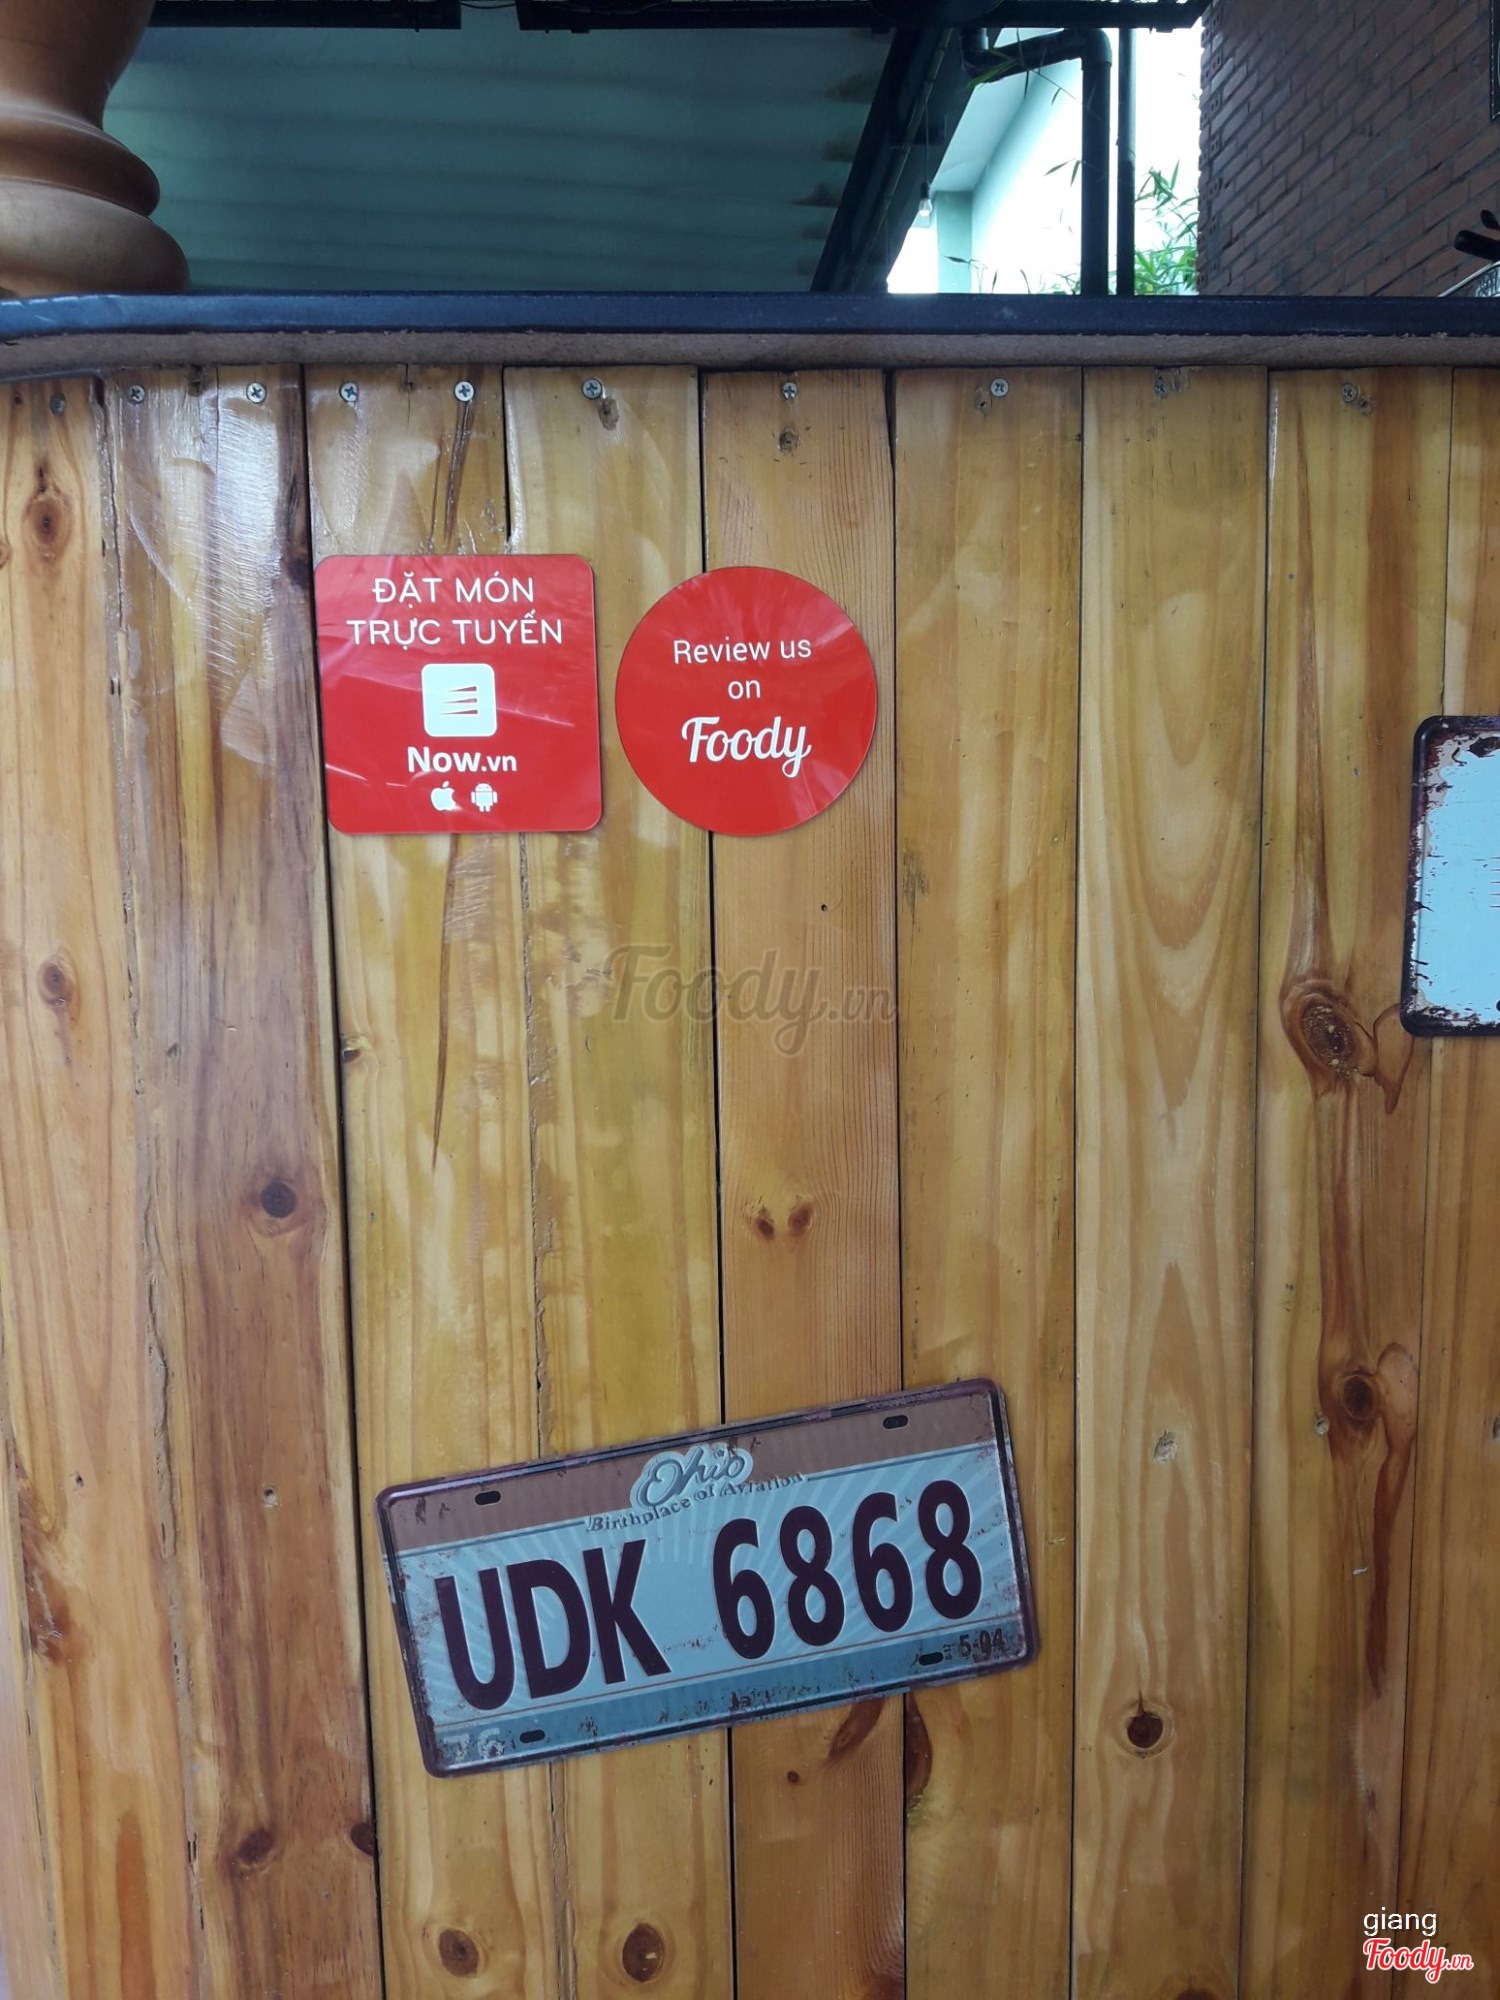 ĐẶT MÓN
TRỰC TUYẾN
Now.vn
Review us
on
Foody
Foody.vn
Ohio
Birthplace of Aviation
UDK 6868
5-04
giang
Foody.vn